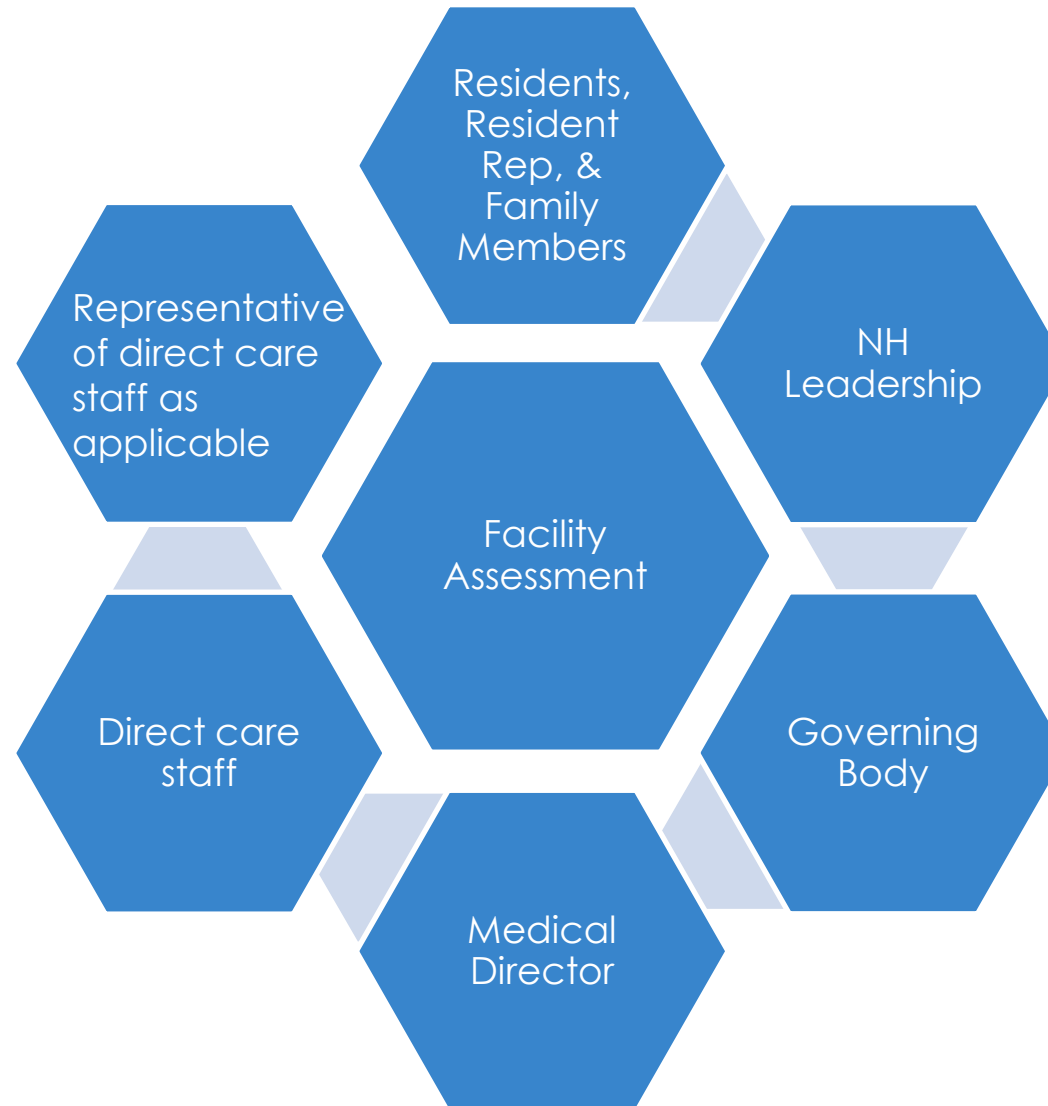 Residents,
Resident
Rep, &
Family
Members
NH
Leadership
Representative
of direct care
staff as
applicable
Facility
Assessment
Direct care
staff
Governing
Body
Medical
Director